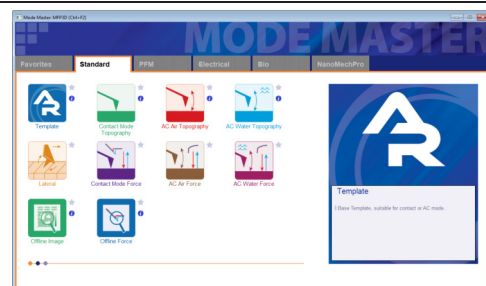 Mode Master: MFP3D (Ctrl+F2)
MODE MASTER
Favorites
Standard
PFM
Electrical
Bio
NanoMechPro
AR
Template
Contact Mode
Topography
AC Air Topography
AC Water Topography
Lateral
Contact Mode Force
AC Air Force
AC Water Force
Offline Image
Offline Force
AR
Template
Base Template, suitable for contact or AC mode.